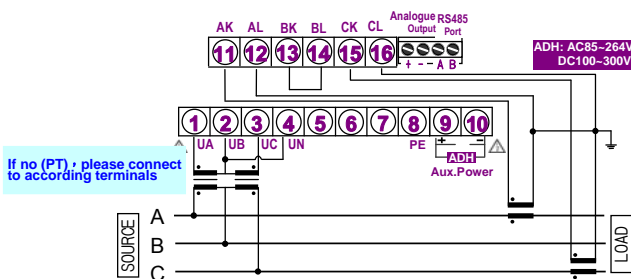 AK AL BK BL CK CL
Analogue Output
RS485 Port
11 12 13 14 15 16
+ - - A B
ADH: AC85~264V
DC100~300V
1 2 3 4 5 6 7 8 9 10
UA UB UC UN PE + -
ADH
Aux.Power
If no (PT) , please connect
to according terminals
SOURCE
A
B
C
LOAD